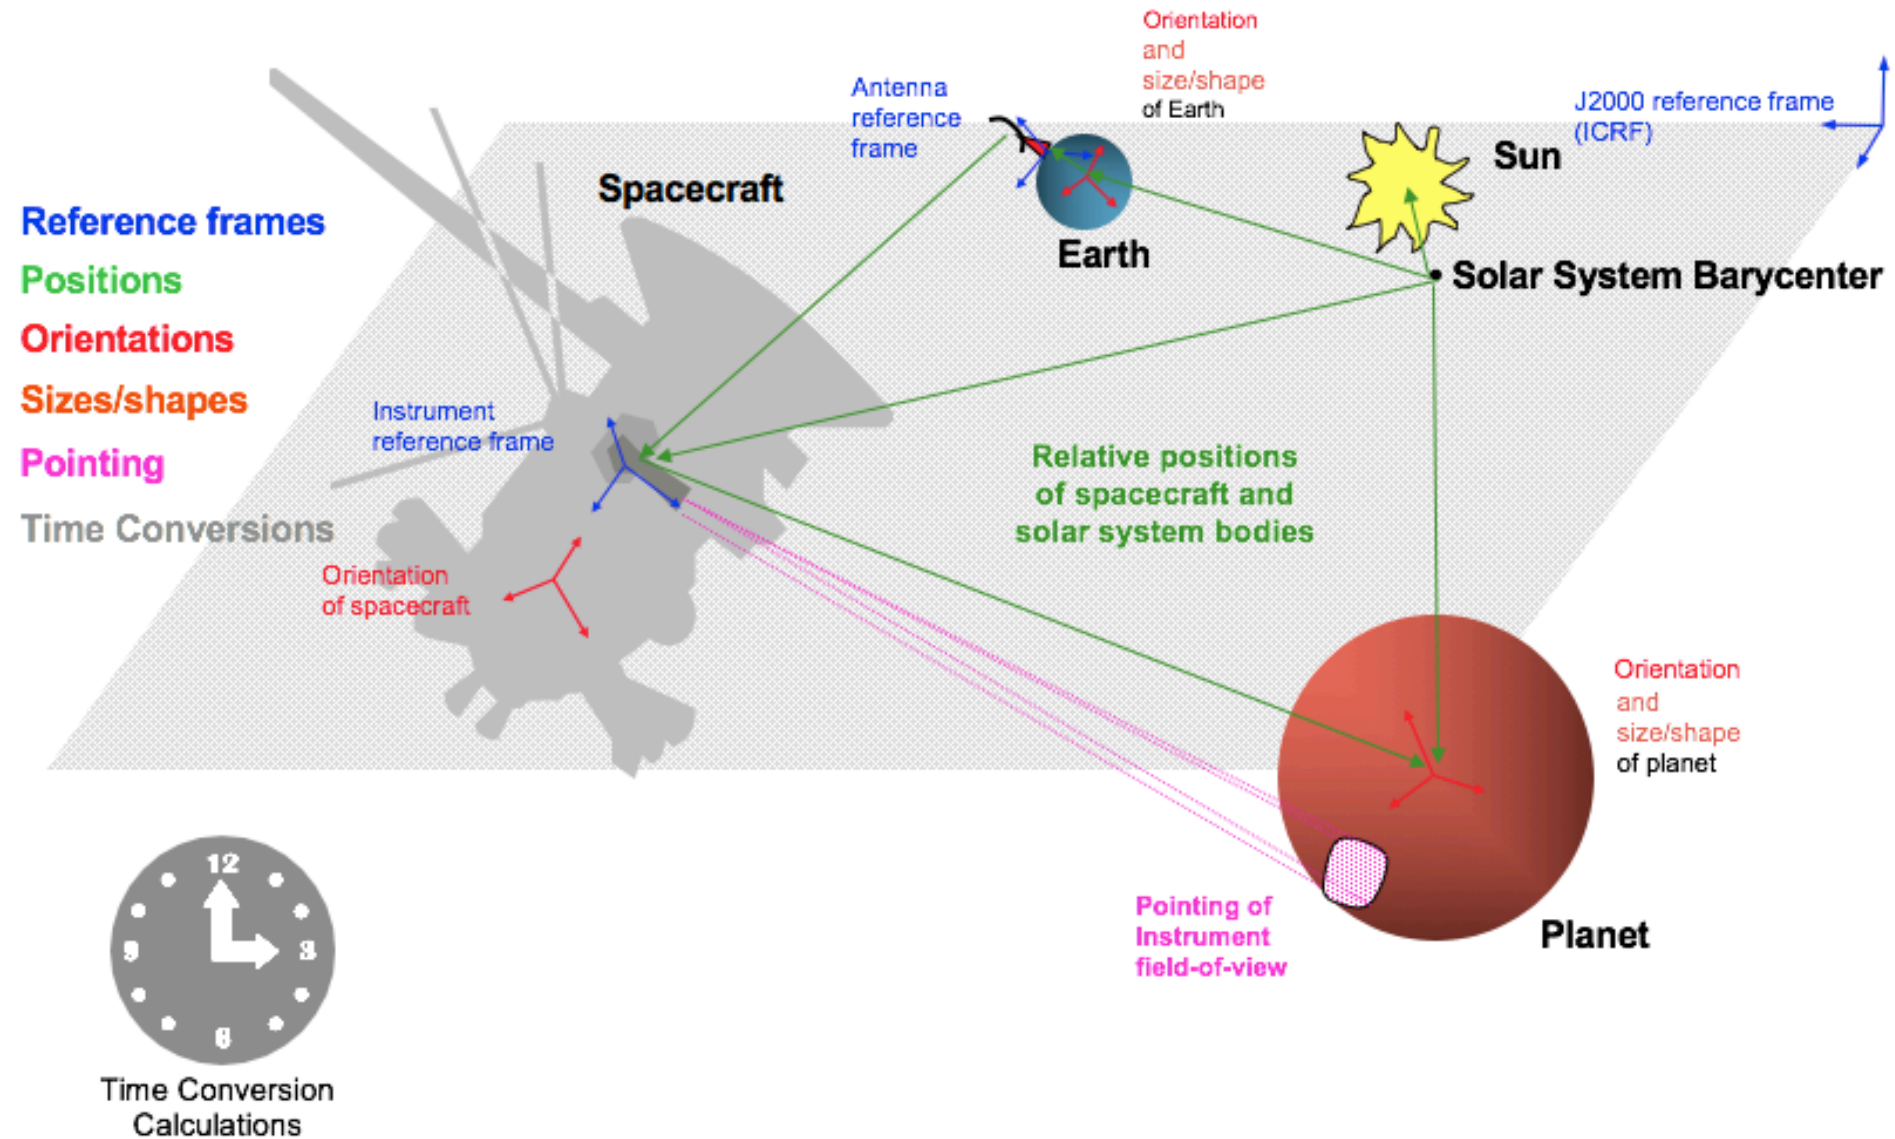 Orientation
and
size/shape
of Earth
Antenna
reference
frame
J2000 reference frame
(ICRF)
Sun
Spacecraft
Earth
Solar System Barycenter
Reference frames
Positions
Orientations
Sizes/shapes
Pointing
Time Conversions
Instrument
reference frame
Relative positions
of spacecraft and
solar system bodies
Orientation
of spacecraft
Orientation
and
size/shape
of planet
Pointing of
Instrument
field-of-view
Planet
12
9
3
6
Time Conversion
Calculations